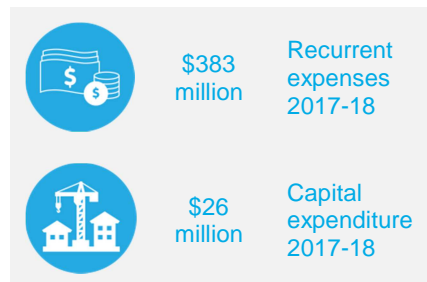 $
$
$383
million
Recurrent
expenses
2017-18
$26
million
Capital
expenditure
2017-18